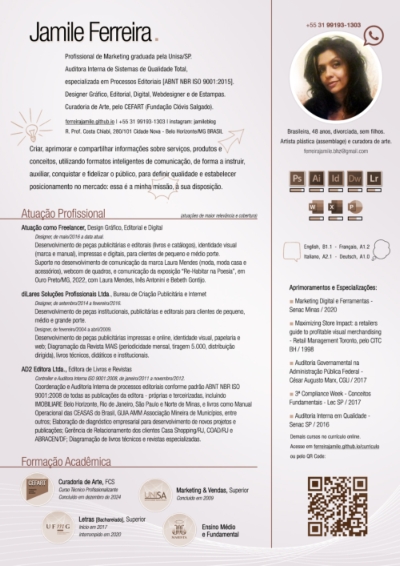 Jamile Ferreira.
Profissional de Marketing graduada pela Unisa/SP.
Auditora Interna de Sistemas de Qualidade Total,
especializada em Processos Editoriais [ABNT NBR ISO 9001:2015].
Designer Gráfico, Editorial, Digital, Webdesigner e de Estampas.
Curadoria de Arte, pelo CEFART (Fundação Clóvis Salgado).
ferreirajamile.github.io | +55 31 99193-1303 | instagram: jamileblog
R. Pref. Costa Chiabi, 280/101 Cidade Nova - Belo Horizonte/MG BRASIL
Criar, aprimorar e compartilhar informações sobre serviços, produtos e
conceitos, utilizando formatos inteligentes de comunicação, de forma a instruir,
auxiliar, conquistar e fidelizar o público, para definir qualidade e estabelecer
posicionamento no mercado: essa é a minha missão, à sua disposição.
Atuação Profissional
(atuações de maior relevância e cobertura)
Atuação como Freelancer, Design Gráfico, Editorial e Digital
Designer, de maio/2016 a data atual.
Desenvolvimento de peças publicitárias e editorais (livros e catálogos), identidade visual
(marca e manual), impressas e digitais, para clientes de pequeno e médio porte.
Suporte no desenvolvimento de comunicação da marca Laura Mendes (moda, moda casa e
acessórios), webcom de quadros, e comunicação da exposição "Re-Habitar na Poesia", em
Ouro Preto/MG, 2022, com Laura Mendes, Inês Antonini e Bebeth Gontijo.
diLares Soluções Profissionais Ltda., Bureau de Criação Publicitária e Internet
Designer, de setembro/2014 a fevereiro/2016.
Desenvolvimento de peças institucionais, publicitárias e editoriais para clientes de pequeno,
médio e grande porte.
Designer, de fevereiro/2004 a abril/2009.
Desenvolvimento de peças publicitárias impressas e online, identidade visual, papelaria e
web; Diagramação da Revista MAIS (periodicidade mensal, tiragem 5.000, distribuição
dirigida), livros técnicos, didáticos e institucionais.
AD2 Editora Ltda., Editora de Livros e Revistas
Controller e Auditora Interna ISO 9001:2008, de janeiro/2011 a novembro/2012.
Coordenação e Auditoria Interna de processos editoriais conforme padrão ABNT NBR ISO
9001:2008 de todas as publicações da editora - próprias e terceirizadas, incluindo
IMOBILIARE Belo Horizonte, Rio de Janeiro, São Paulo e Norte de Minas, e livros como Manual
Operacional das CEASAS do Brasil, GUIA AMM Associação Mineira de Municípios, entre
outros; Elaboração de diagnóstico empresarial para desenvolvimento de novos projetos e
publicações; Gerência de Relacionamento dos clientes Casa Shopping/RJ, COAD/RJ e
ABRACEN/DF; Diagramação de livros técnicos e revistas especializadas.
Formação Acadêmica
CEFART
Curadoria de Arte, FCS
Curso Técnico Profissionalizante
Concluído em dezembro de 2024
UNISA
Marketing & Vendas, Superior
Concluído em 2009
UFMG
Letras (Bacharelado), Superior
Início em 2017
Interrompido em 2020
Ensino Médio
e Fundamental
+55 31 99193-1303
Brasileira, 48 anos, divorciada, sem filhos.
Artista plástica (assemblage) e curadora de arte.
Ps Ai Id Dw Lr
W X P
English, B1.1 - Français, A1.2
Italiano, A2.1 - Deutsch, A1.0
Aprimoramentos e Especializações:
Marketing Digital e Ferramentas -
Senac Minas / 2020
Maximizing Store Impact: a retailers
guide to profitable visual merchandising
- Retail Management Toronto, pelo CITC
BH / 1998
Auditoria Governamental na
Administração Pública Federal -
César Augusto Marx, CGU / 2017
3ª Compliance Week - Conceitos
Fundamentais - Lec SP / 2017
Auditoria Interna em Qualidade -
Senac SP / 2016
Demais cursos no currículo online.
Acesse em ferreirajamile.github.io/curriculo
ou pelo QR Code: